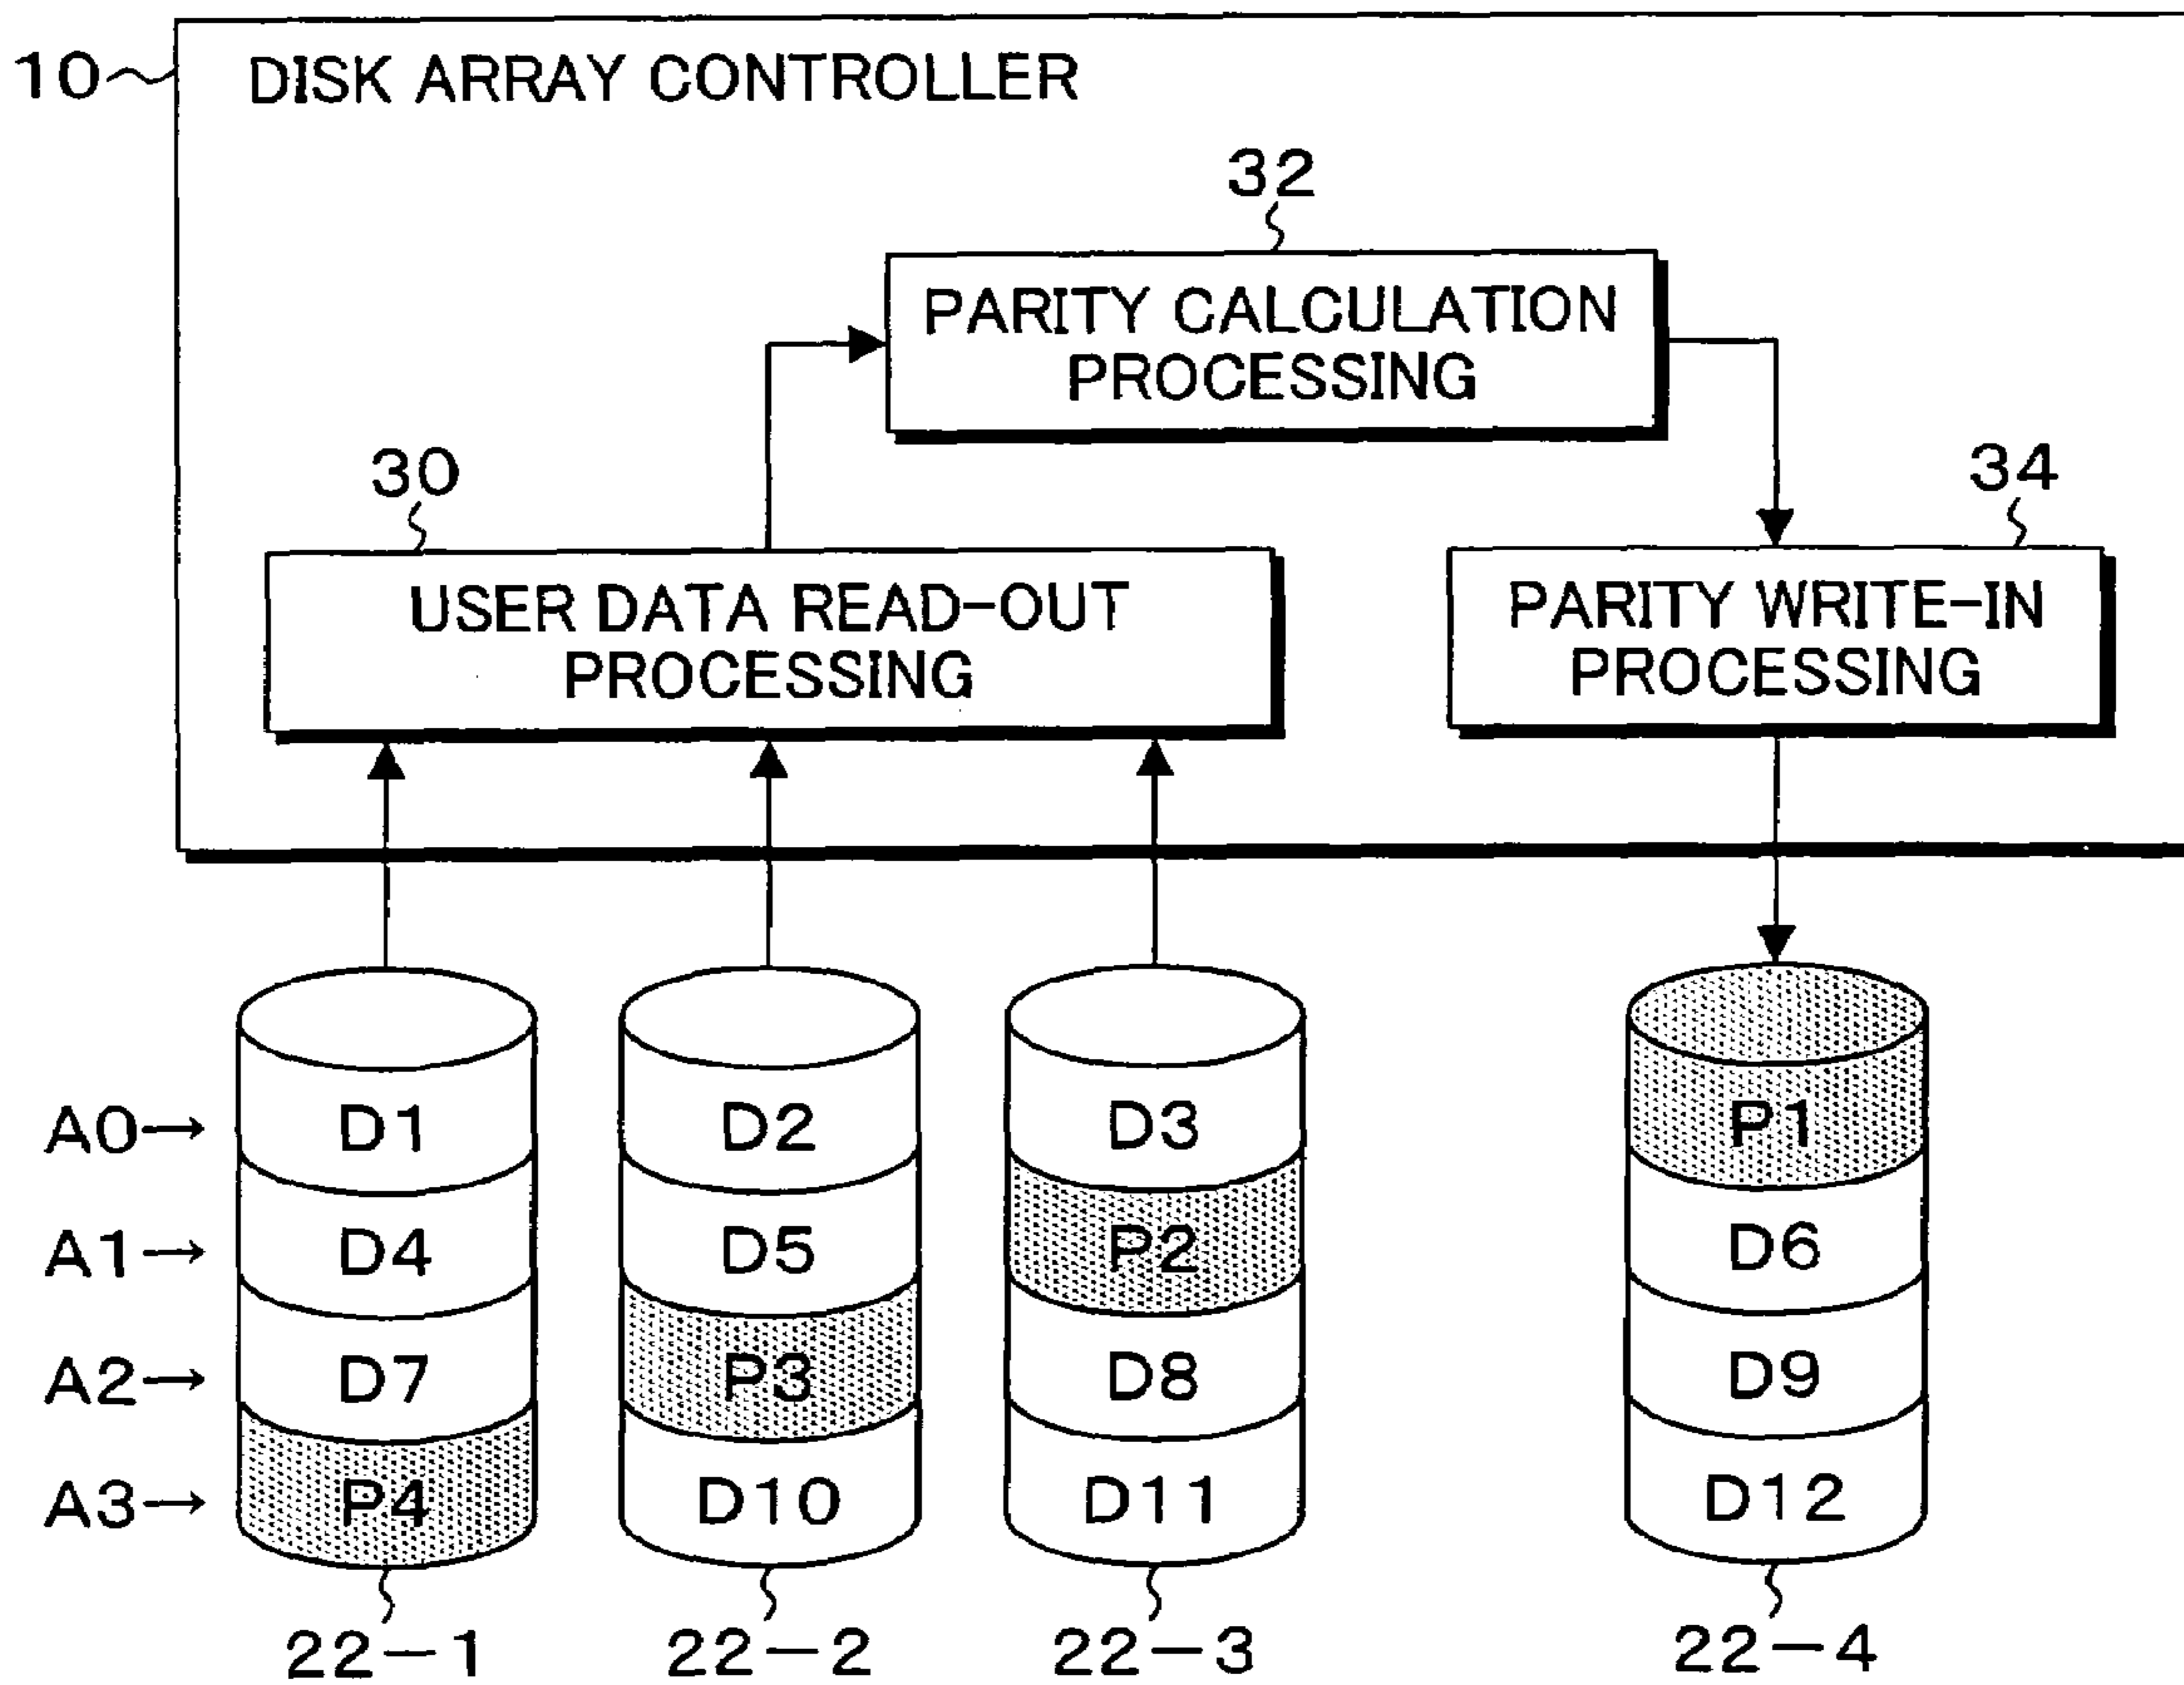 10
DISK ARRAY CONTROLLER
32
PARITY CALCULATION
PROCESSING
30
34
USER DATA READ-OUT
PROCESSING
PARITY WRITE-IN
PROCESSING
A0→ D1 D2 D3 P1
A1→ D4 D5 P2 D6
A2→ D7 P3 D8 D9
A3→ P4 D10 D11 D12
22-1 22-2 22-3 22-4